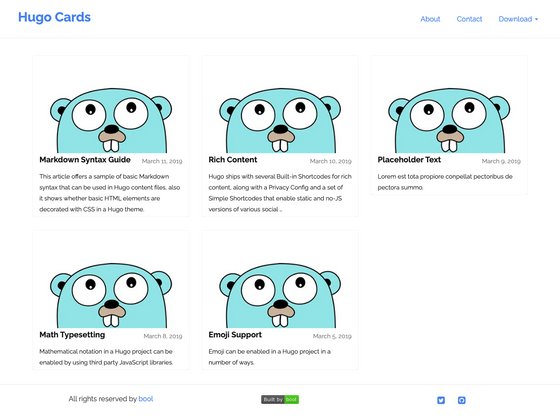 Hugo Cards
About Contact Download
Markdown Syntax Guide March 11, 2019
This article offers a sample of basic Markdown
syntax that can be used in Hugo content files, also
it shows whether basic HTML elements are
decorated with CSS in a Hugo theme.
Rich Content March 10, 2019
Hugo ships with several Built-in Shortcodes for rich
content, along with a Privacy Config and a set of
Simple Shortcodes that enable static and no-JS
versions of various social …
Placeholder Text March 9, 2019
Lorem est tota propiore conpellat pectoribus de
pectora summo.
Math Typesetting March 8, 2019
Mathematical notation in a Hugo project can be
enabled by using third party JavaScript libraries.
Emoji Support March 5, 2019
Emoji can be enabled in a Hugo project in a
number of ways.
All rights reserved by bool
Built by bool